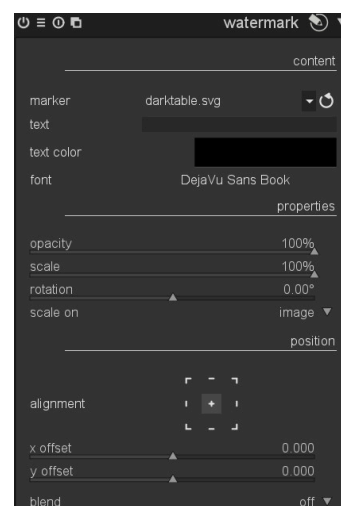 watermark
content
marker darktable.svg
text
text color
font DejaVu Sans Book
properties
opacity 100%
scale 100%
rotation 0.00°
scale on image
position
alignment
x offset 0.000
y offset 0.000
blend off